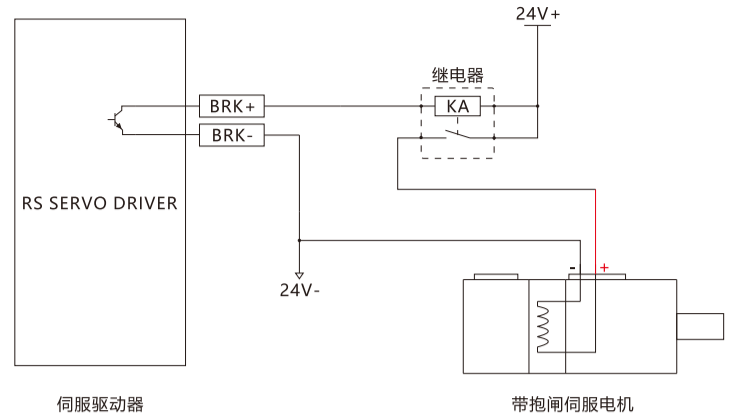 24V+
继电器
BRK+
KA
BRK-
RS SERVO DRIVER
- +
24V-
伺服驱动器
带抱闸伺服电机